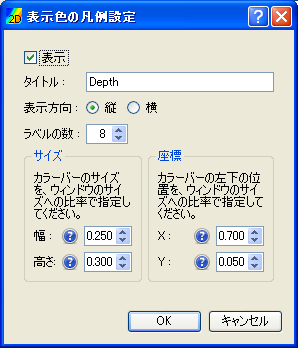 2D 表示色の凡例設定
表示
タイトル： Depth
表示方向： 縦 横
ラベルの数： 8
サイズ
カラーバーのサイズ
を、ウィンドウのサイ
ズへの比率で指定し
てください。
幅： ? 0.250
高さ: ? 0.300
座標
カラーバーの左下の位
置を、ウィンドウのサイ
ズへの比率で指定して
ください。
X： ? 0.700
Y： ? 0.050
OK キャンセル